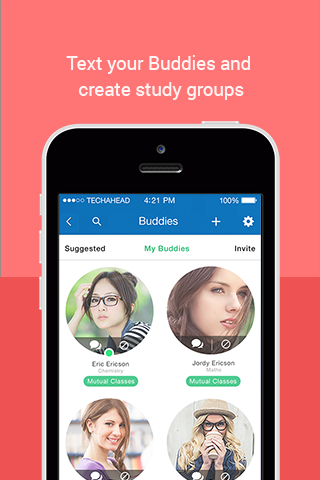 Text your Buddies and
create study groups
TECHAHEAD 4:21 PM 100%
Buddies
Suggested My Buddies Invite
Eric Ericson Jordy Ericson
Chemistry Maths
Mutual Classes Mutual Classes